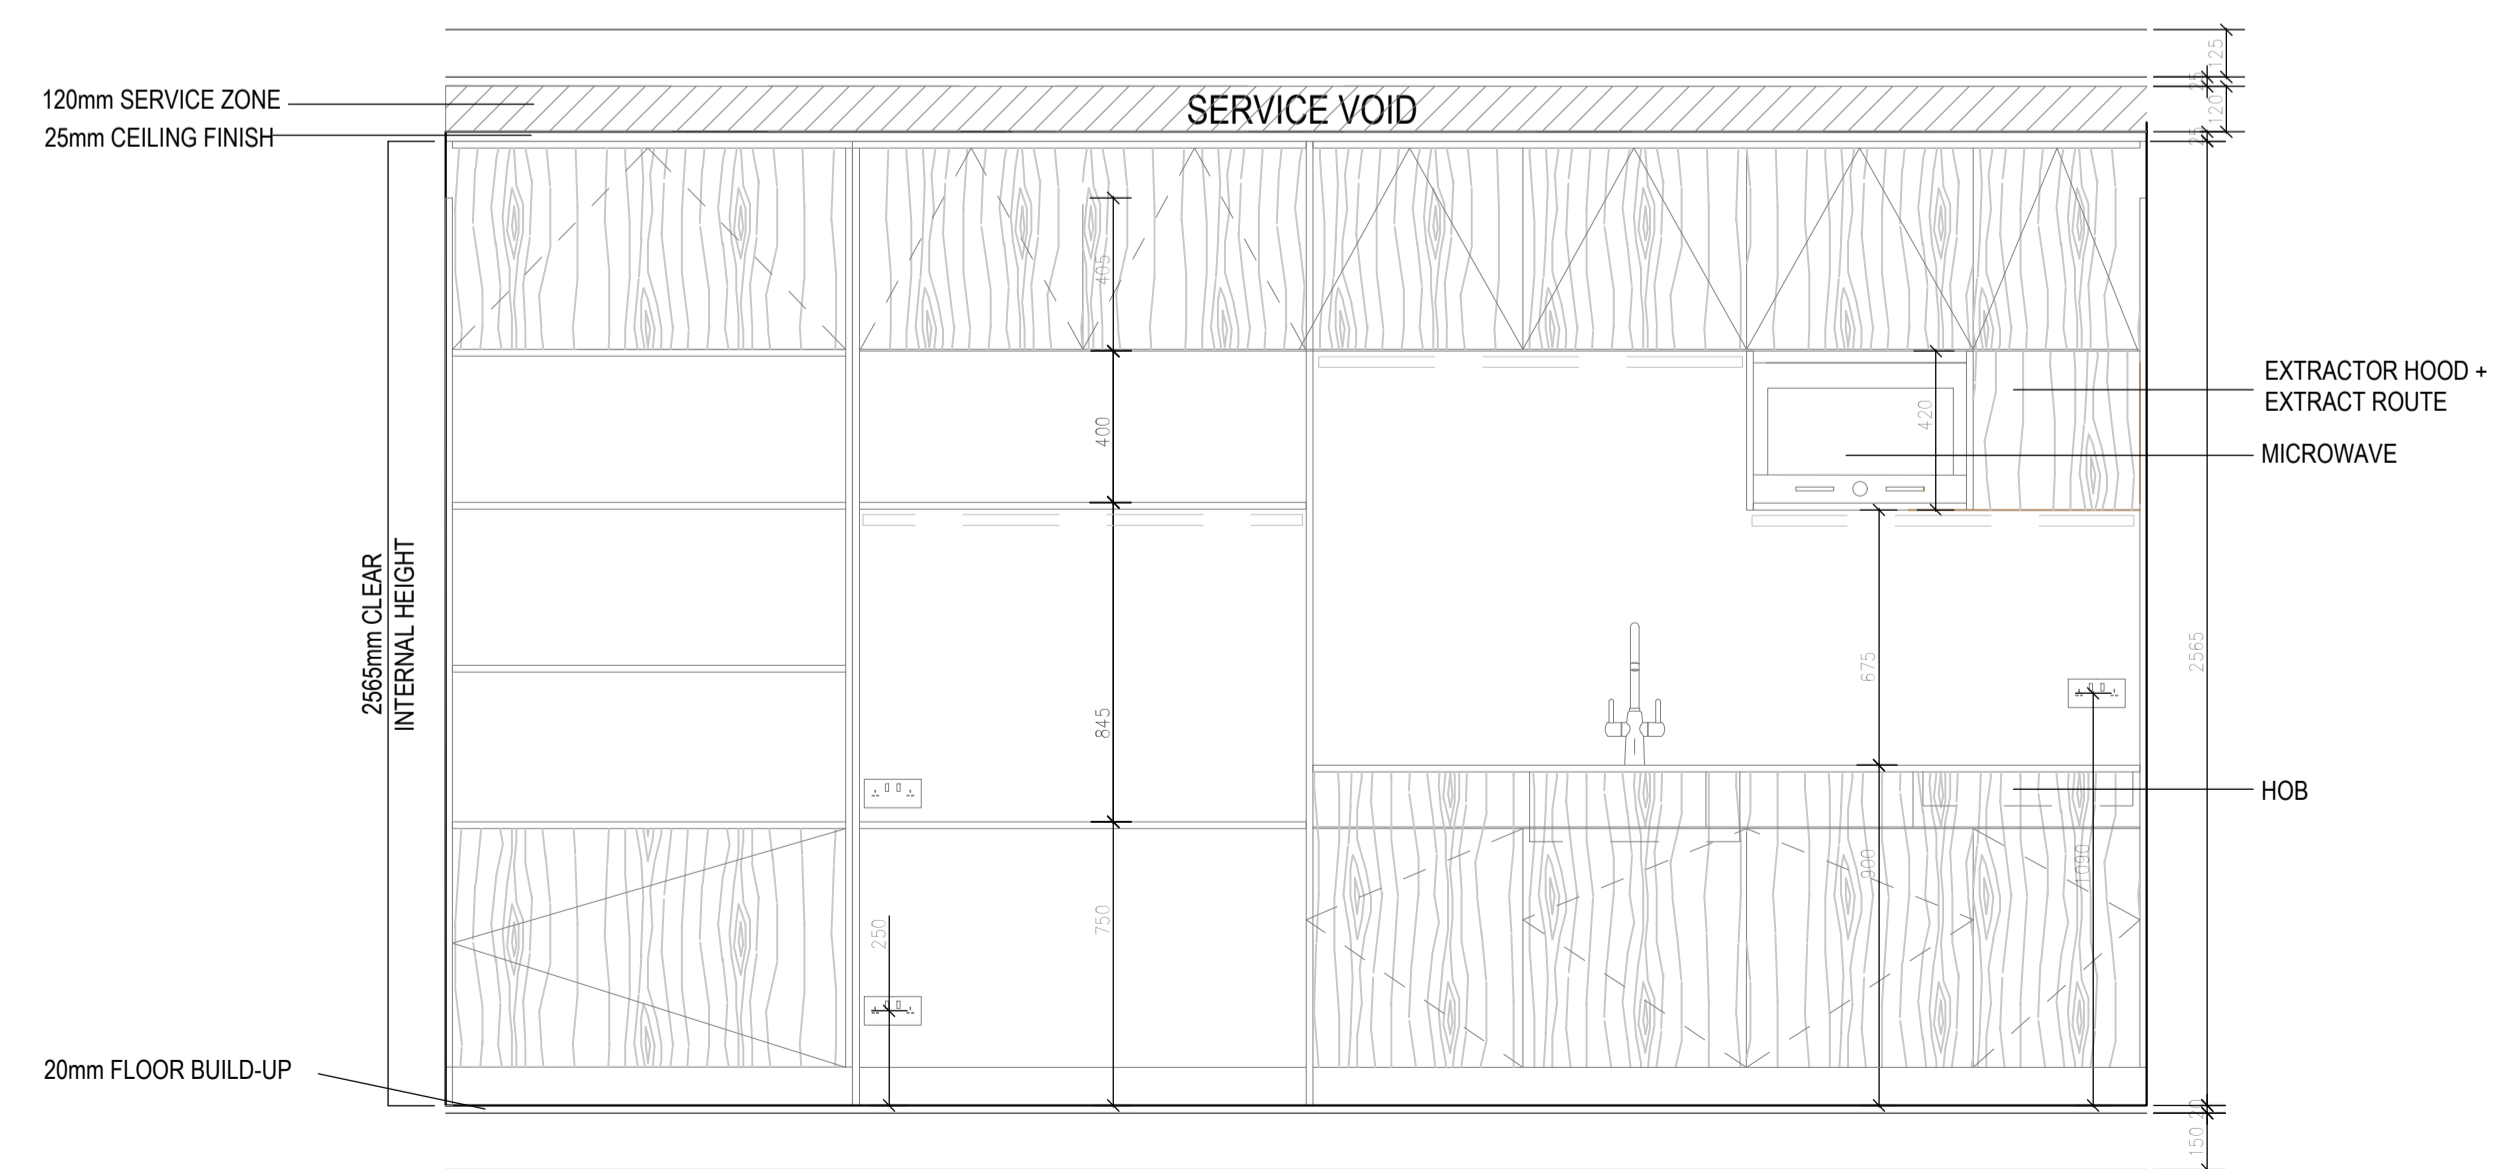 125
25
120mm SERVICE ZONE
SERVICE VOID
120
25mm CEILING FINISH
25
405
EXTRACTOR HOOD +
EXTRACT ROUTE
400
420
MICROWAVE
2565mm CLEAR
INTERNAL HEIGHT
675
2565
845
HOB
900
1090
750
250
20mm FLOOR BUILD-UP
20
150